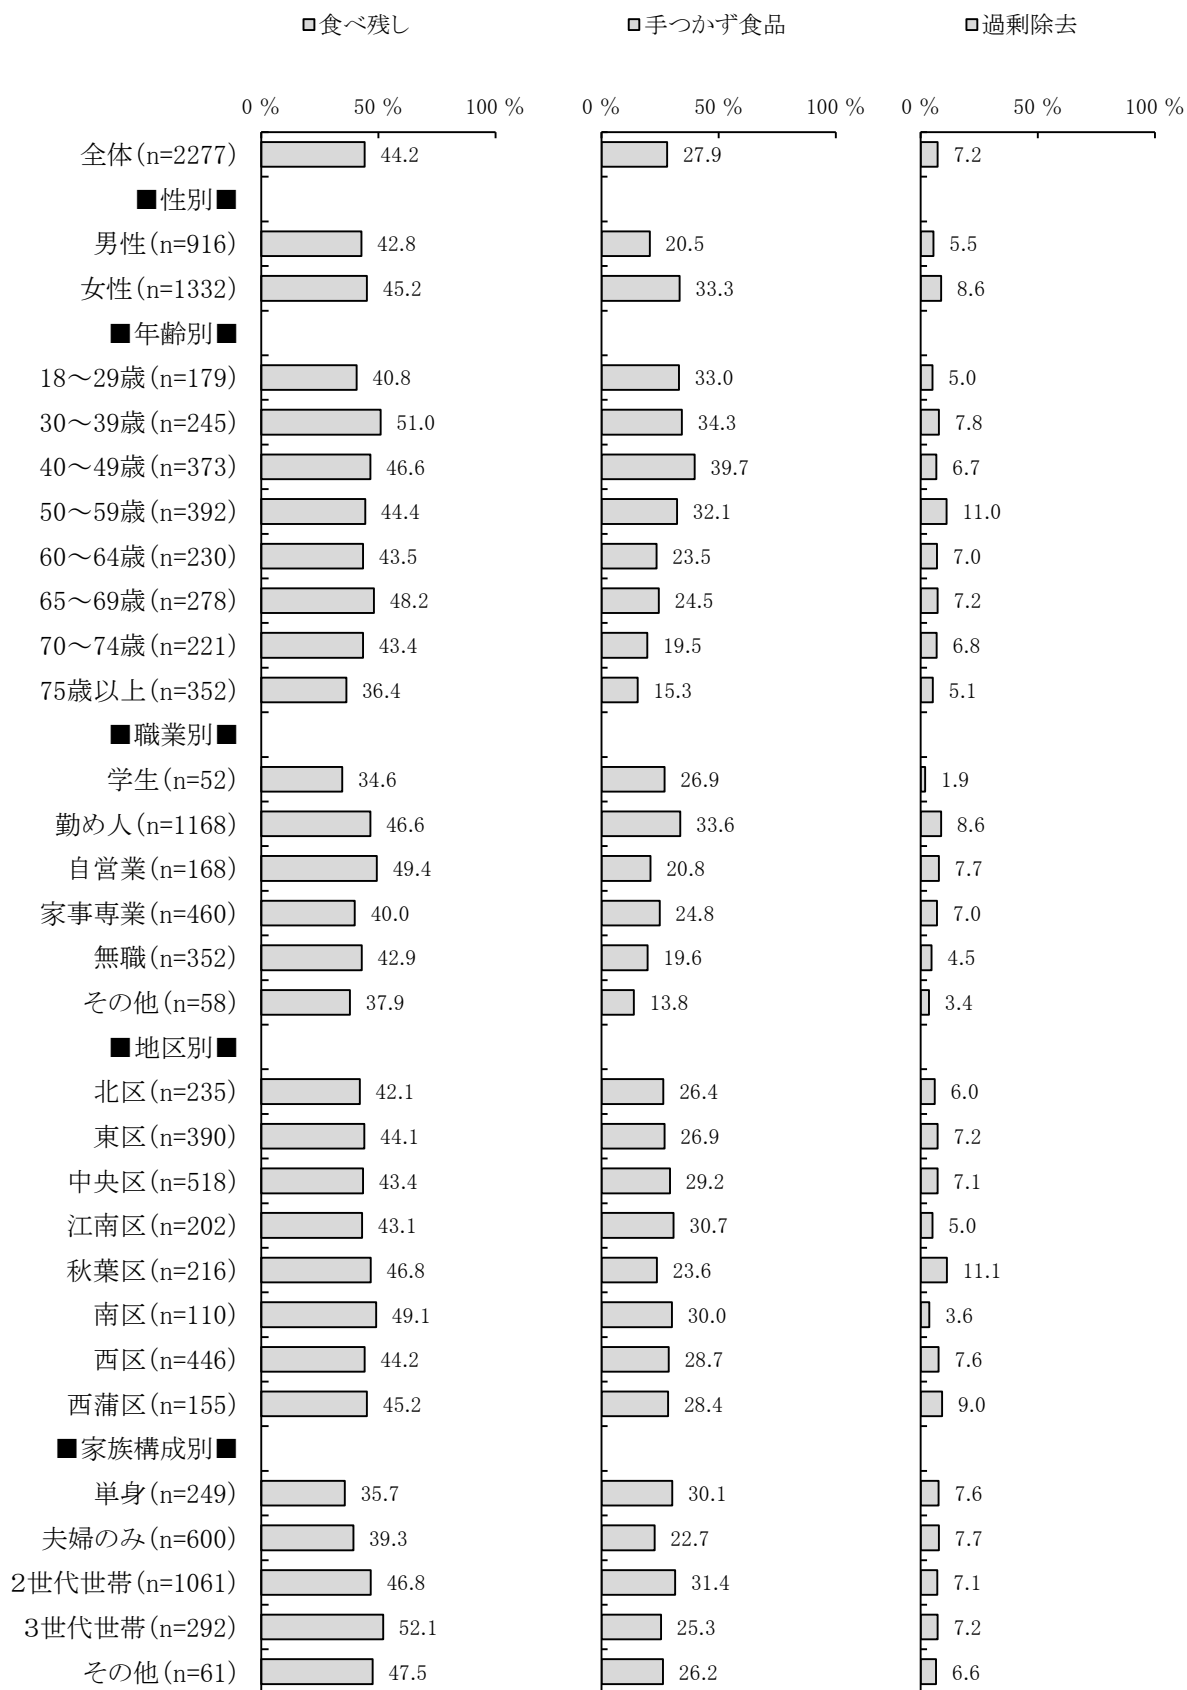 □食べ残し □手つかず食品 □過剰除去
0 % 50 % 100 % 0 % 50 % 100 % 0 % 50 % 100 %
全体(n=2277) 44.2 27.9 7.2
■性別■
男性(n=916) 42.8 20.5 5.5
女性(n=1332) 45.2 33.3 8.6
■年齢別■
18～29歳(n=179) 40.8 33.0 5.0
30～39歳(n=245) 51.0 34.3 7.8
40～49歳(n=373) 46.6 39.7 6.7
50～59歳(n=392) 44.4 32.1 11.0
60～64歳(n=230) 43.5 23.5 7.0
65～69歳(n=278) 48.2 24.5 7.2
70～74歳(n=221) 43.4 19.5 6.8
75歳以上(n=352) 36.4 15.3 5.1
■職業別■
学生(n=52) 34.6 26.9 1.9
勤め人(n=1168) 46.6 33.6 8.6
自営業(n=168) 49.4 20.8 7.7
家事専業(n=460) 40.0 24.8 7.0
無職(n=352) 42.9 19.6 4.5
その他(n=58) 37.9 13.8 3.4
■地区別■
北区(n=235) 42.1 26.4 6.0
東区(n=390) 44.1 26.9 7.2
中央区(n=518) 43.4 29.2 7.1
江南区(n=202) 43.1 30.7 5.0
秋葉区(n=216) 46.8 23.6 11.1
南区(n=110) 49.1 30.0 3.6
西区(n=446) 44.2 28.7 7.6
西蒲区(n=155) 45.2 28.4 9.0
■家族構成別■
単身(n=249) 35.7 30.1 7.6
夫婦のみ(n=600) 39.3 22.7 7.7
２世代世帯(n=1061) 46.8 31.4 7.1
３世代世帯(n=292) 52.1 25.3 7.2
その他(n=61) 47.5 26.2 6.6